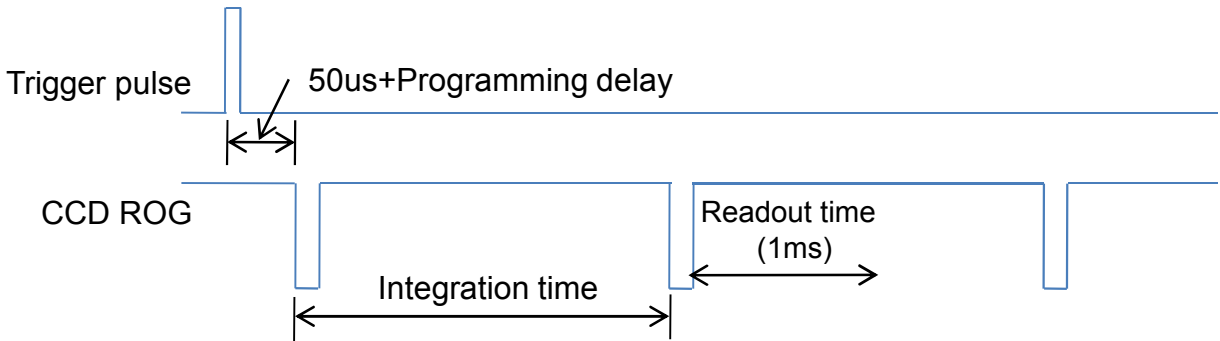 Trigger pulse
50us+Programming delay
CCD ROG
Readout time
(1ms)
Integration time